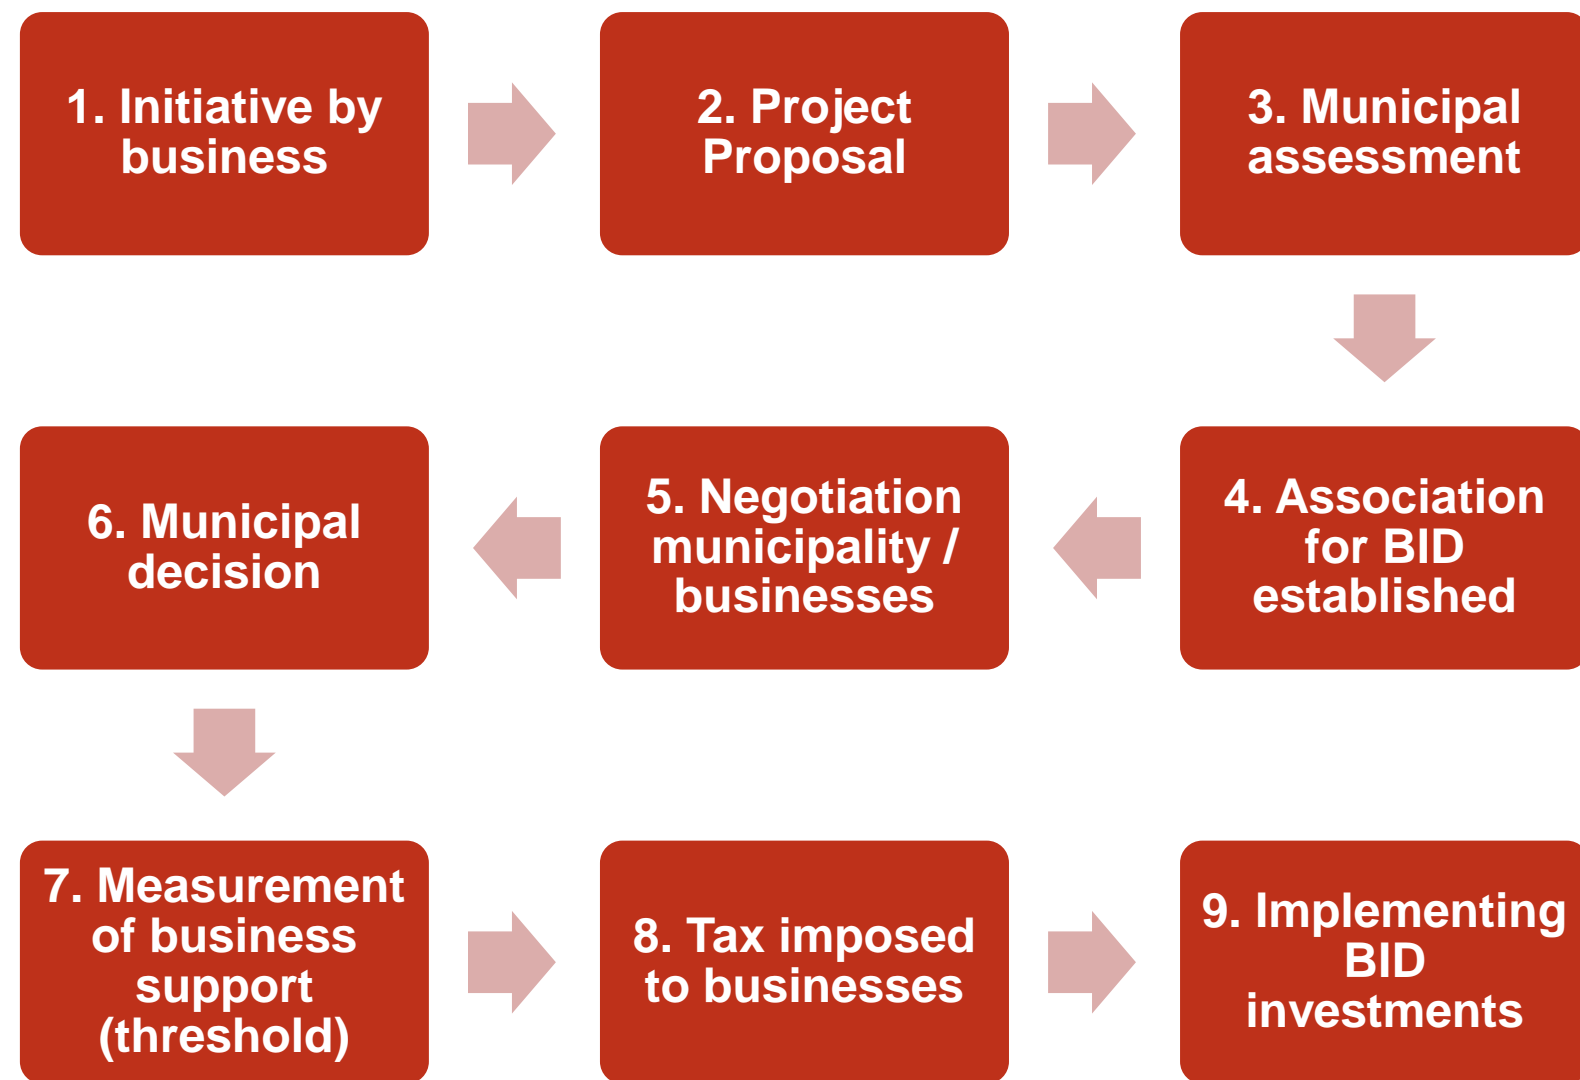 1. Initiative by
business
2. Project
Proposal
3. Municipal
assessment
4. Association
for BID
established
5. Negotiation
municipality /
businesses
6. Municipal
decision
7. Measurement
of business
support
(threshold)
8. Tax imposed
to businesses
9. Implementing
BID
investments